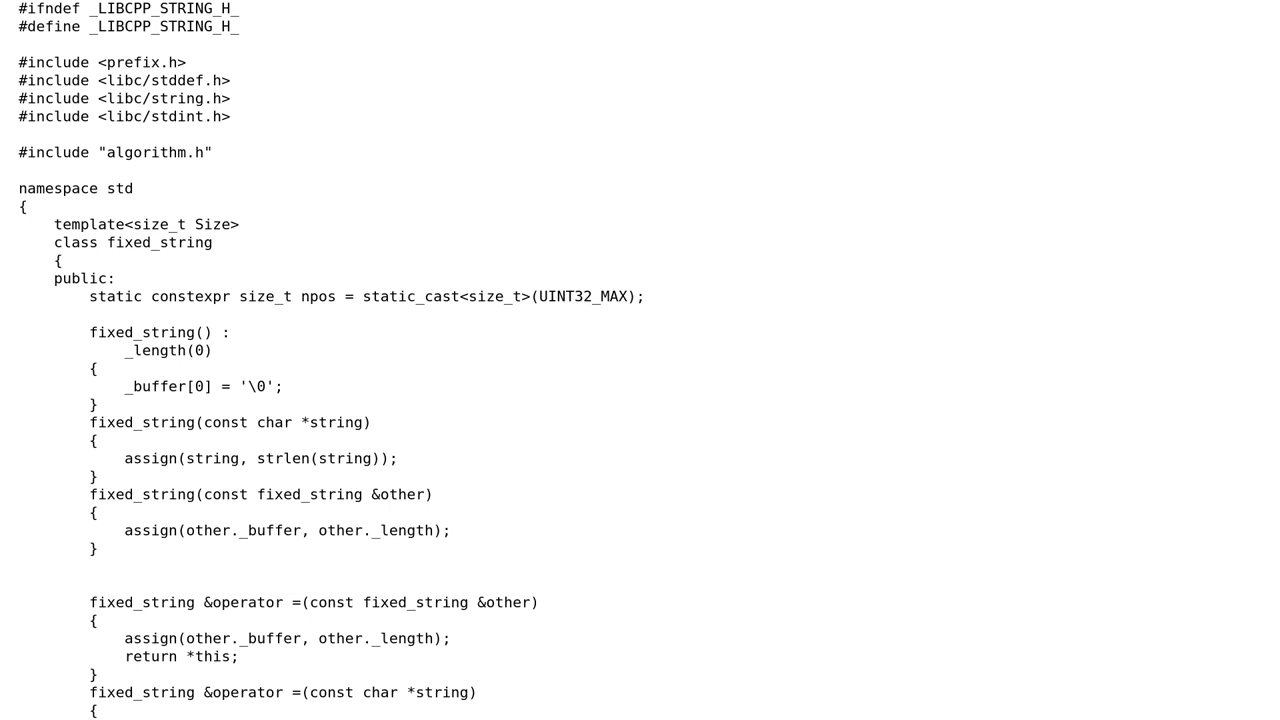 #ifndef _LIBCPP_STRING_H_
#define _LIBCPP_STRING_H_

#include <prefix.h>
#include <libc/stddef.h>
#include <libc/string.h>
#include <libc/stdint.h>

#include "algorithm.h"

namespace std
{
    template<size_t Size>
    class fixed_string
    {
    public:
        static constexpr size_t npos = static_cast<size_t>(UINT32_MAX);

        fixed_string() :
            _length(0)
        {
            _buffer[0] = '\0';
        }
        fixed_string(const char *string)
        {
            assign(string, strlen(string));
        }
        fixed_string(const fixed_string &other)
        {
            assign(other._buffer, other._length);
        }


        fixed_string &operator =(const fixed_string &other)
        {
            assign(other._buffer, other._length);
            return *this;
        }
        fixed_string &operator =(const char *string)
        {